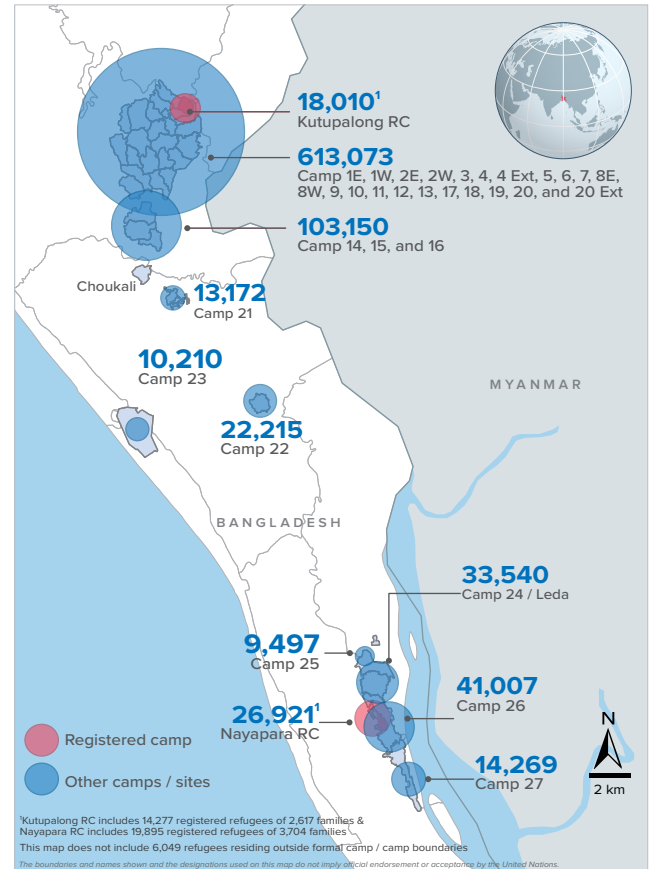 18,010¹
Kutupalong RC
613,073
Camp 1E, 1W, 2E, 2W, 3, 4, 4 Ext, 5, 6, 7, 8E,
8W, 9, 10, 11, 12, 13, 17, 18, 19, 20, and 20 Ext
103,150
Camp 14, 15, and 16
Choukali
13,172
Camp 21
10,210
Camp 23
MYANMAR
22,215
Camp 22
BANGLADESH
33,540
Camp 24 / Leda
9,497
Camp 25
41,007
Camp 26
26,921¹
Nayapara RC
N
Registered camp
14,269
Camp 27
Other camps / sites
2 km
¹Kutupalong RC includes 14,277 registered refugees of 2,617 families &
Nayapara RC includes 19,895 registered refugees of 3,704 families
This map does not include 6,049 refugees residing outside formal camp / camp boundaries
The boundaries and names shown and the designations used on this map do not imply official endorsement or acceptance by the United Nations.